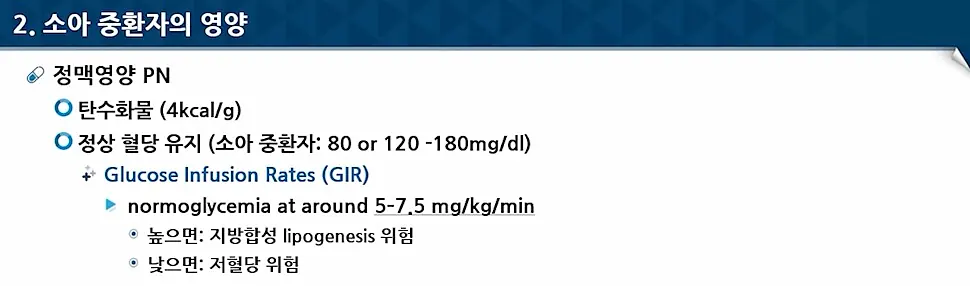 2. 소아 중환자의 영양
정맥영양 PN
탄수화물 (4kcal/g)
정상 혈당 유지 (소아 중환자: 80 or 120 -180mg/dl)
Glucose Infusion Rates (GIR)
normoglycemia at around 5-7.5 mg/kg/min
높으면: 지방합성 lipogenesis 위험
낮으면: 저혈당 위험